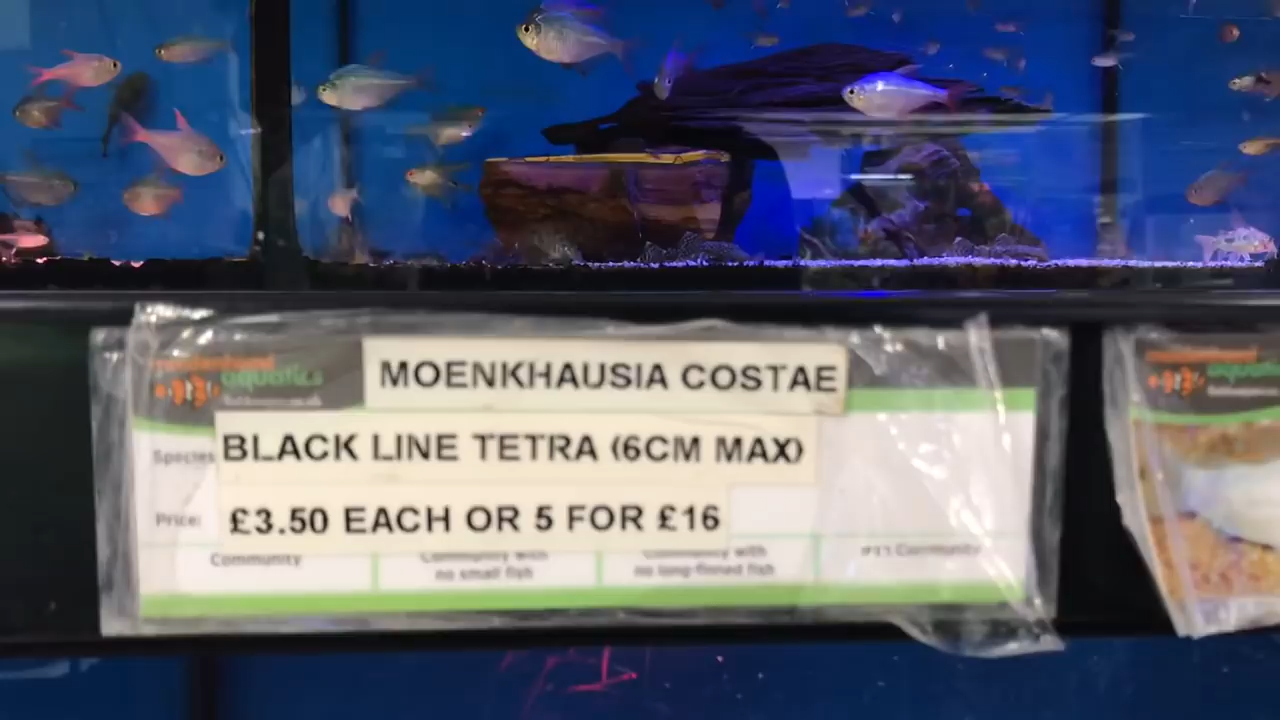 aquatics
MOENKHAUSIA COSTAE
Species
BLACK LINE TETRA (6CM MAX)
Price:
£3.50 EACH OR 5 FOR £16
Community
Community with
no small fish
Community with
no long-finned fish
Community